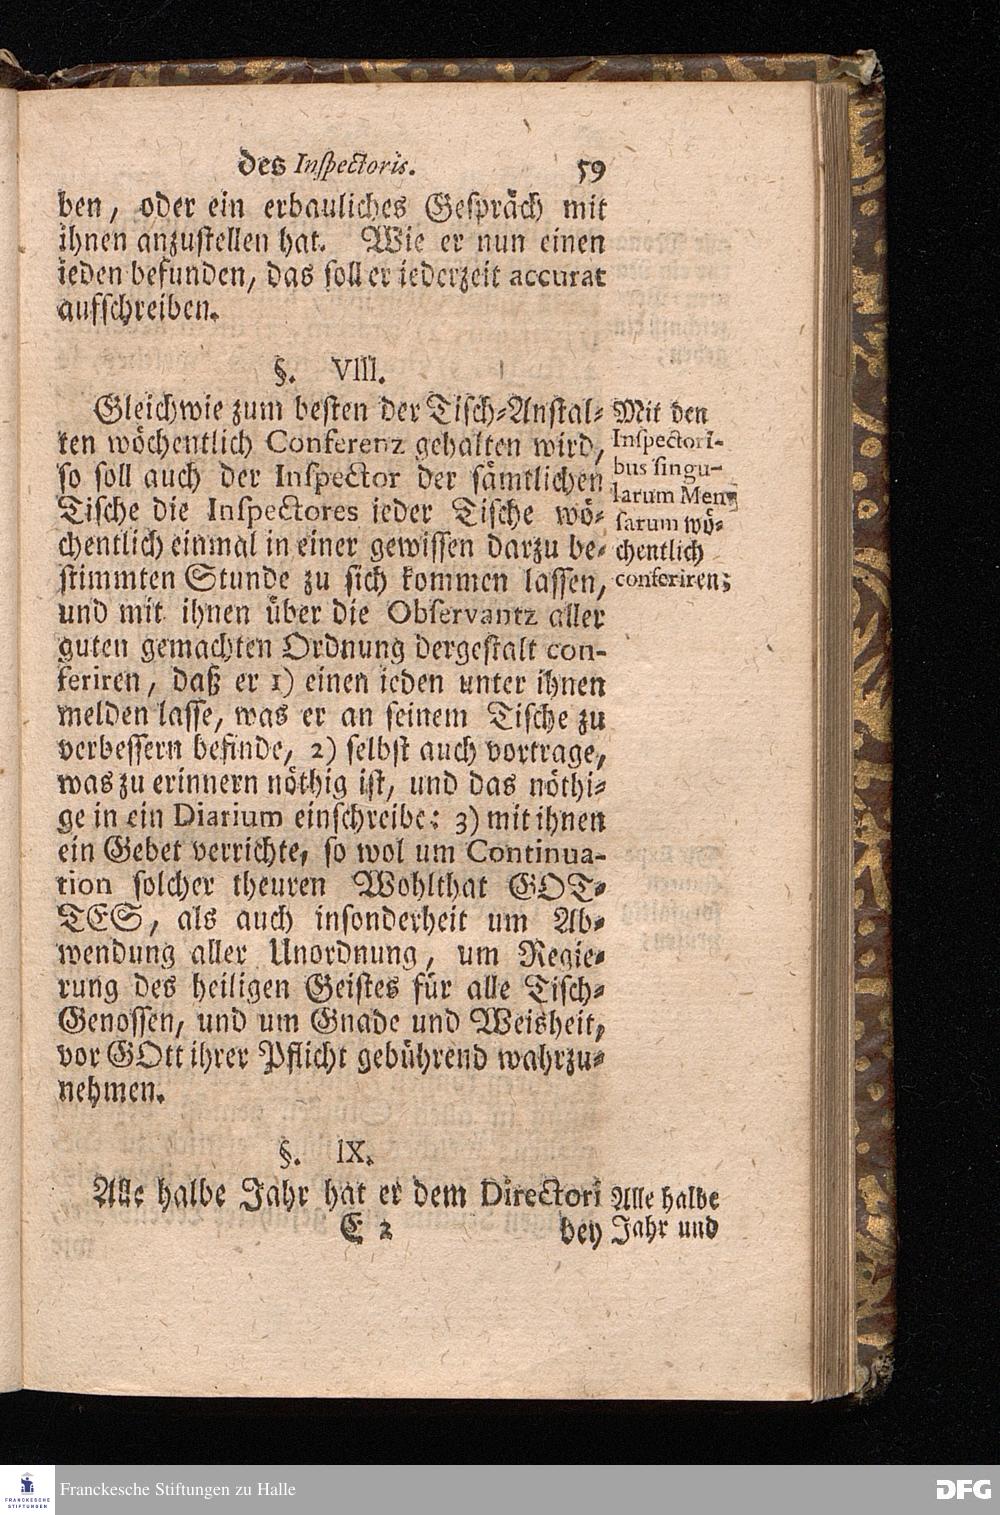 des Inspectoris. 59
ben, oder ein erbauliches Gespräch mit
ihnen anzustellen hat. Wie er nun einen
ieden befunden, das soll er iederzeit accurat
aufschreiben.
§. VIII.
Gleichwie zum besten der Tisch-Anstal-
ten wöchentlich Conferenz gehalten wird,
so soll auch der Inspector der sämtlichen
Tische die Inspectores ieder Tische wö-
chentlich einmal in einer gewissen darzu be-
stimmten Stunde zu sich kommen lassen,
und mit ihnen über die Observantz aller
guten gemachten Ordnung dergestalt con-
feriren, daß er 1) einen ieden unter ihnen
melden lasse, was er an seinem Tische zu
verbessern befinde, 2) selbst auch vortrage,
was zu erinnern nöthig ist, und das nöthi-
ge in ein Diarium einschreibe: 3) mit ihnen
ein Gebet verrichte, so wol um Continua-
tion solcher theuren Wohlthat GOT-
TES, als auch insonderheit um Ab-
wendung aller Unordnung, um Regie-
rung des heiligen Geistes für alle Tisch-
Genossen, und um Gnade und Weisheit,
vor GOtt ihrer Pflicht gebührend wahrzu-
nehmen.
Mit den
Inspectori-
bus singu-
larum Men-
sarum wö-
chentlich
conferiren;
§. IX.
Alle halbe Jahr hat er dem Directori
E 2 bey
Alle halbe
Jahr und
Franckesche Stiftungen zu Halle
FRANCKESCHE
STIFTUNGEN
DFG